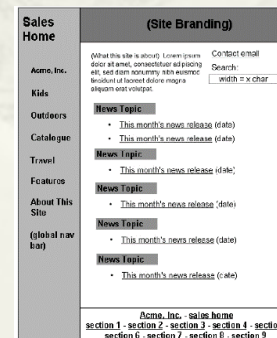 Sales
Home
(Site Branding)
(What this site is about) Lorem ipsum
dolor sit amet, consectetuer adipiscing
elit, sed diam nonummy nibh euismod
tincidunt ut laoreet dolore magna
aliquam erat volutpat.
Contact email
Search:
width = x char
Acme, Inc.
Kids
Outdoors
Catalogue
Travel
Features
About This
Site
(global nav
bar)
News Topic
• This month's news release (date)
• This month's news release (date)
News Topic
• This month's news release (date)
News Topic
• This month's news release (date)
News Topic
• This month's news release (date)
News Topic
• This month's news release (date)
Acme, Inc. - sales home
section 1 - section 2 - section 3 - section 4 - sectio
section 6 - section 7 - section 8 - section 9